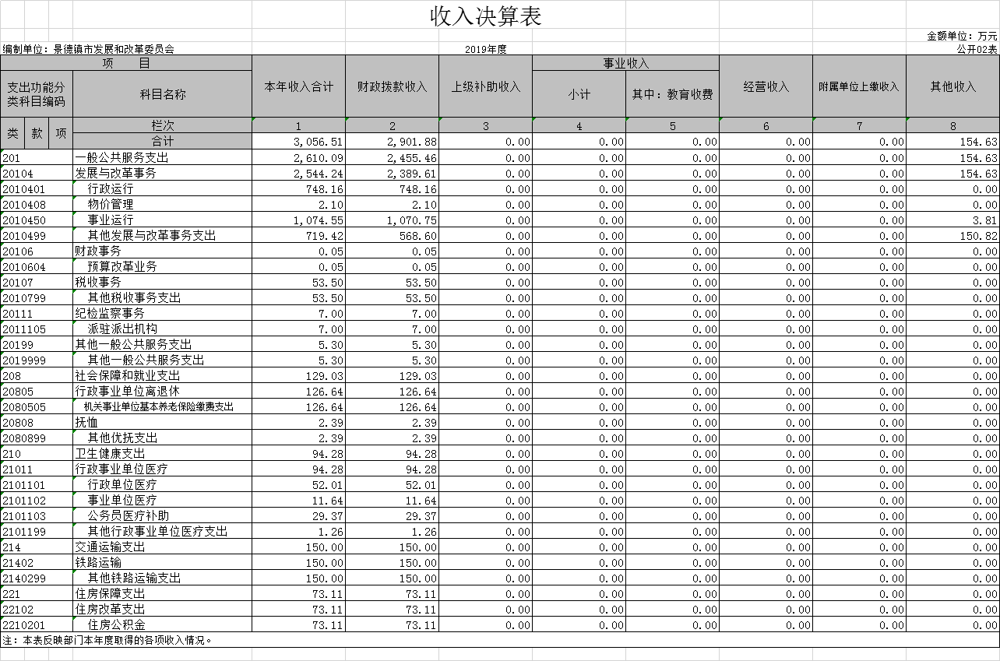 收入决算表
金额单位：万元
编制单位：景德镇市发展和改革委员会 2019年度 公开02表
项 目 本年收入合计 财政拨款收入 上级补助收入 事业收入 经营收入 附属单位上缴收入 其他收入
支出功能分类科目编码 科目名称 小计 其中：教育收费
类 款 项 栏次 1 2 3 4 5 6 7 8
合计 3,056.51 2,901.88 0.00 0.00 0.00 0.00 0.00 154.63
201 一般公共服务支出 2,610.09 2,455.46 0.00 0.00 0.00 0.00 0.00 154.63
20104 发展与改革事务 2,544.24 2,389.61 0.00 0.00 0.00 0.00 0.00 154.63
2010401 行政运行 748.16 748.16 0.00 0.00 0.00 0.00 0.00 0.00
2010408 物价管理 2.10 2.10 0.00 0.00 0.00 0.00 0.00 0.00
2010450 事业运行 1,074.55 1,070.75 0.00 0.00 0.00 0.00 0.00 3.81
2010499 其他发展与改革事务支出 719.42 568.60 0.00 0.00 0.00 0.00 0.00 150.82
20106 财政事务 0.05 0.05 0.00 0.00 0.00 0.00 0.00 0.00
2010604 预算改革业务 0.05 0.05 0.00 0.00 0.00 0.00 0.00 0.00
20107 税收事务 53.50 53.50 0.00 0.00 0.00 0.00 0.00 0.00
2010799 其他税收事务支出 53.50 53.50 0.00 0.00 0.00 0.00 0.00 0.00
20111 纪检监察事务 7.00 7.00 0.00 0.00 0.00 0.00 0.00 0.00
2011105 派驻派出机构 7.00 7.00 0.00 0.00 0.00 0.00 0.00 0.00
20199 其他一般公共服务支出 5.30 5.30 0.00 0.00 0.00 0.00 0.00 0.00
2019999 其他一般公共服务支出 5.30 5.30 0.00 0.00 0.00 0.00 0.00 0.00
208 社会保障和就业支出 129.03 129.03 0.00 0.00 0.00 0.00 0.00 0.00
20805 行政事业单位离退休 126.64 126.64 0.00 0.00 0.00 0.00 0.00 0.00
2080505 机关事业单位基本养老保险缴费支出 126.64 126.64 0.00 0.00 0.00 0.00 0.00 0.00
20808 抚恤 2.39 2.39 0.00 0.00 0.00 0.00 0.00 0.00
2080899 其他优抚支出 2.39 2.39 0.00 0.00 0.00 0.00 0.00 0.00
210 卫生健康支出 94.28 94.28 0.00 0.00 0.00 0.00 0.00 0.00
21011 行政事业单位医疗 94.28 94.28 0.00 0.00 0.00 0.00 0.00 0.00
2101101 行政单位医疗 52.01 52.01 0.00 0.00 0.00 0.00 0.00 0.00
2101102 事业单位医疗 11.64 11.64 0.00 0.00 0.00 0.00 0.00 0.00
2101103 公务员医疗补助 29.37 29.37 0.00 0.00 0.00 0.00 0.00 0.00
2101199 其他行政事业单位医疗支出 1.26 1.26 0.00 0.00 0.00 0.00 0.00 0.00
214 交通运输支出 150.00 150.00 0.00 0.00 0.00 0.00 0.00 0.00
21402 铁路运输 150.00 150.00 0.00 0.00 0.00 0.00 0.00 0.00
2140299 其他铁路运输支出 150.00 150.00 0.00 0.00 0.00 0.00 0.00 0.00
221 住房保障支出 73.11 73.11 0.00 0.00 0.00 0.00 0.00 0.00
22102 住房改革支出 73.11 73.11 0.00 0.00 0.00 0.00 0.00 0.00
2210201 住房公积金 73.11 73.11 0.00 0.00 0.00 0.00 0.00 0.00
注：本表反映部门本年度取得的各项收入情况。